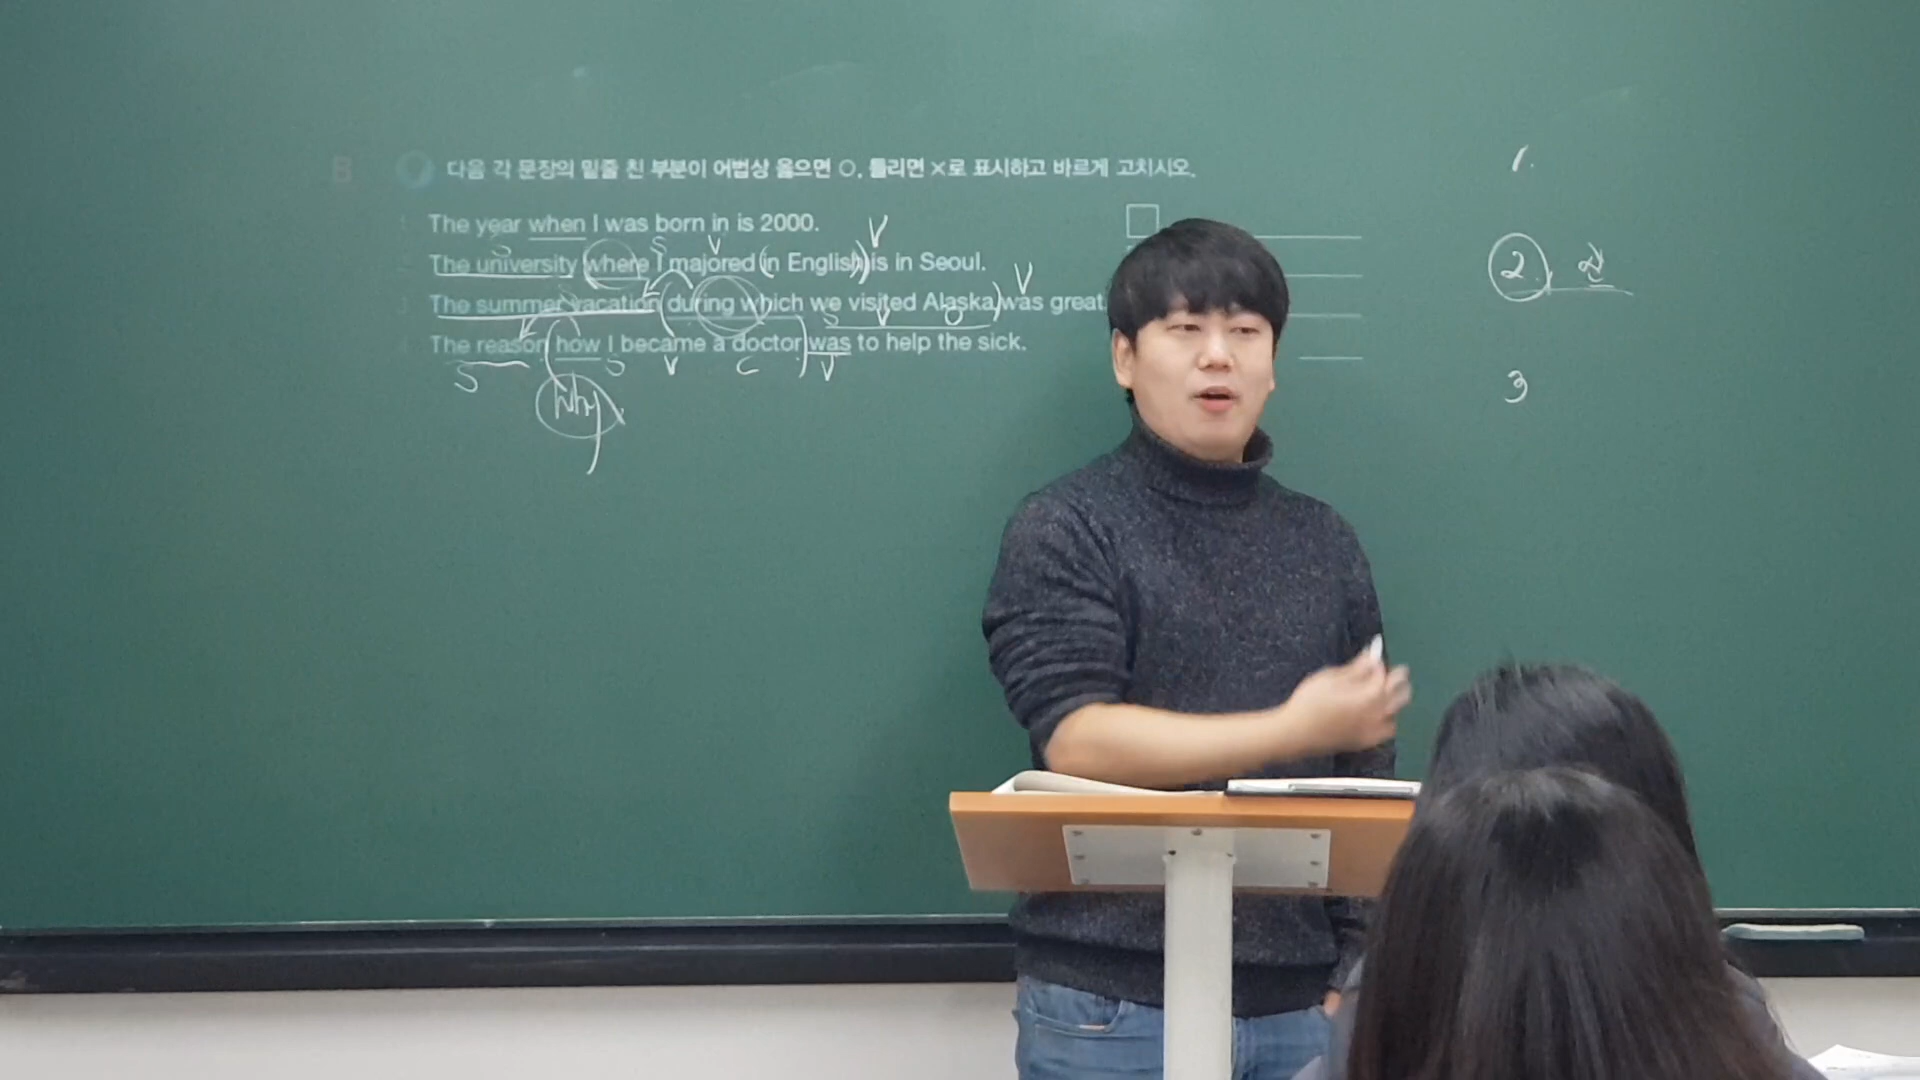 B 다음 각 문장의 밑줄 친 부분이 어법상 옳으면 ○, 틀리면 ×로 표시하고 바르게 고치시오.
The year when I was born in is 2000.
The university where I majored in English is in Seoul.
3 The summer vacation during which we visited Alaska was great.
4 The reason how I became a doctor was to help the sick.
S V
S S V
S V O V
S S V C V
why
1.
2. 
3